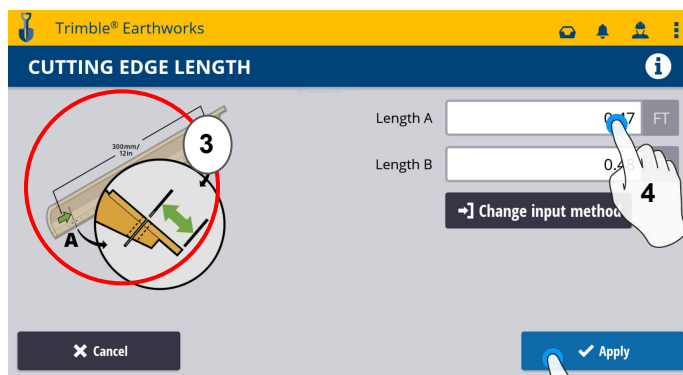 Trimble® Earthworks
CUTTING EDGE LENGTH
300mm/
12in
3
A
Length A
FT
Length B
4
Change input method
Cancel
Apply